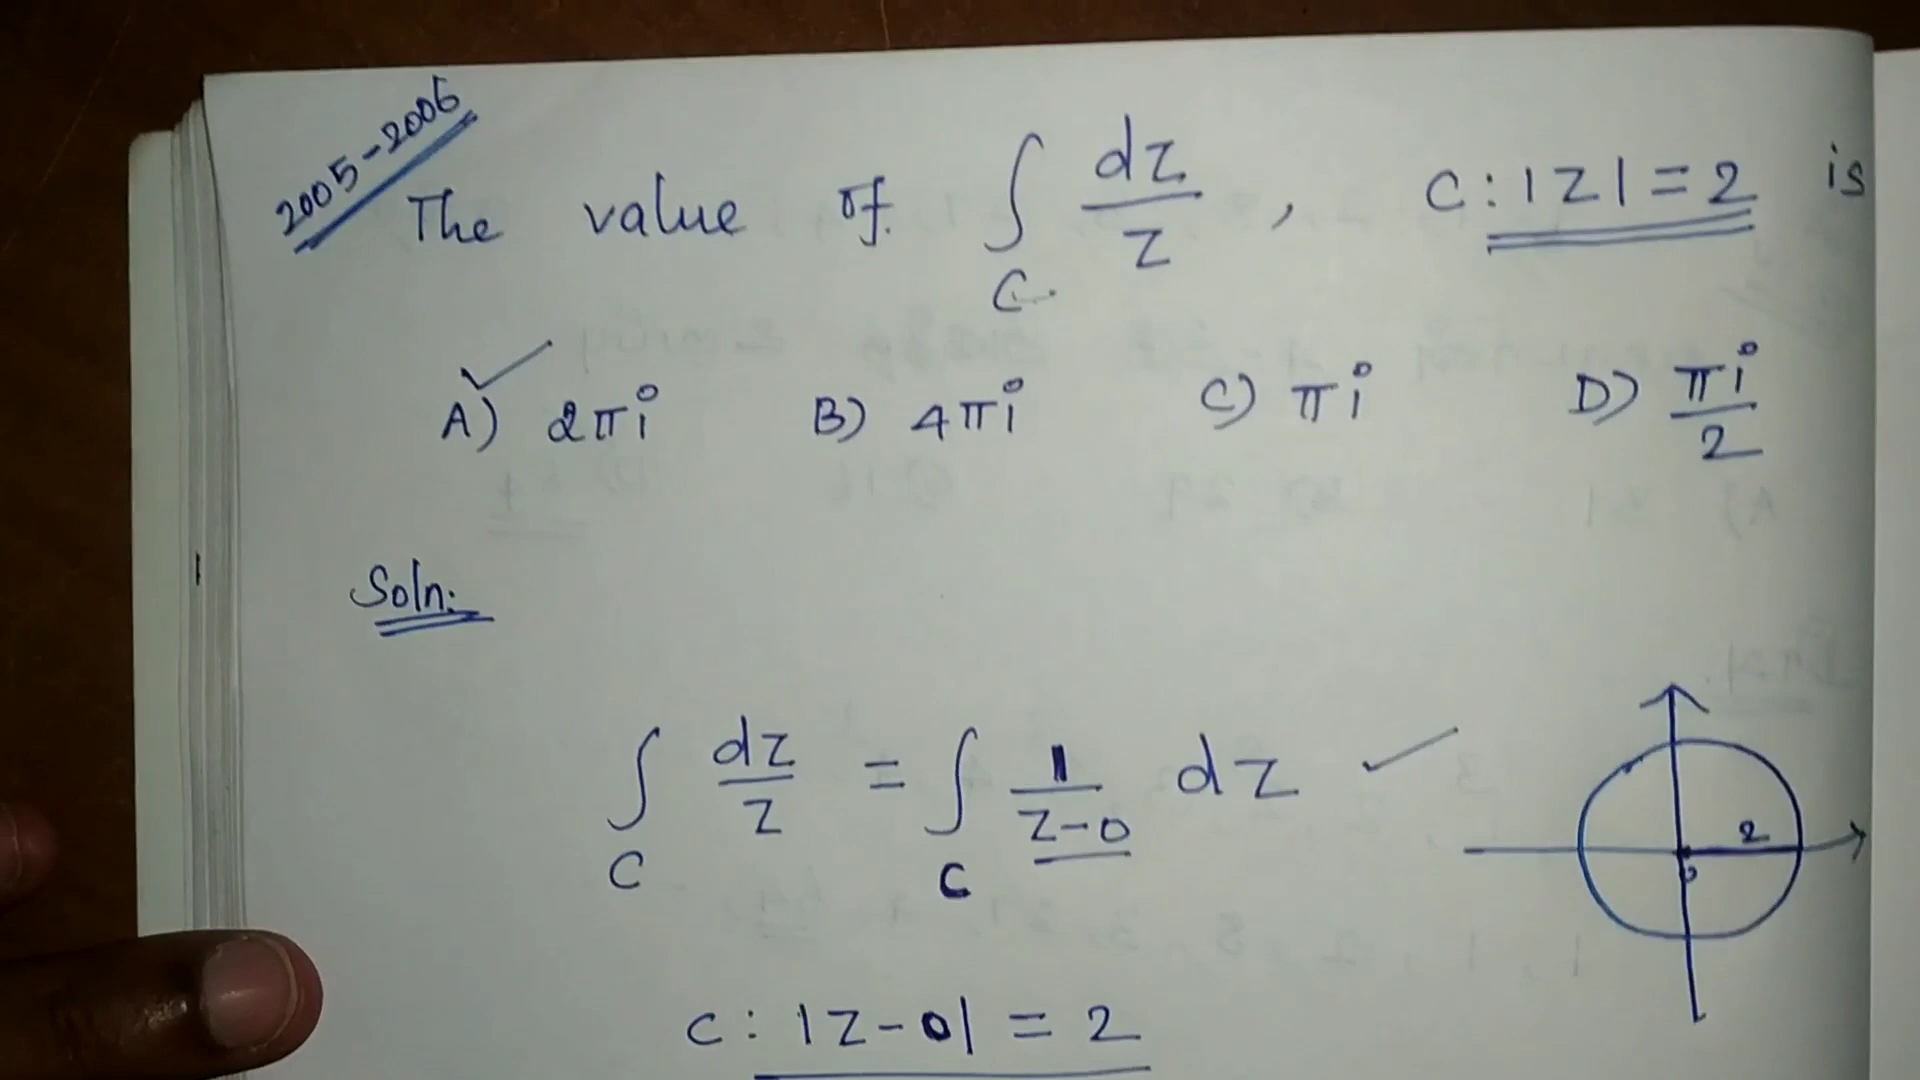 2005-2006
The value of ∫_C dz/z , C: |z| = 2 is
A) 2πi B) 4πi C) πi D) πi/2
Soln:
∫_C dz/z = ∫_C 1/(z-0) dz
2
0
C: |z-0| = 2